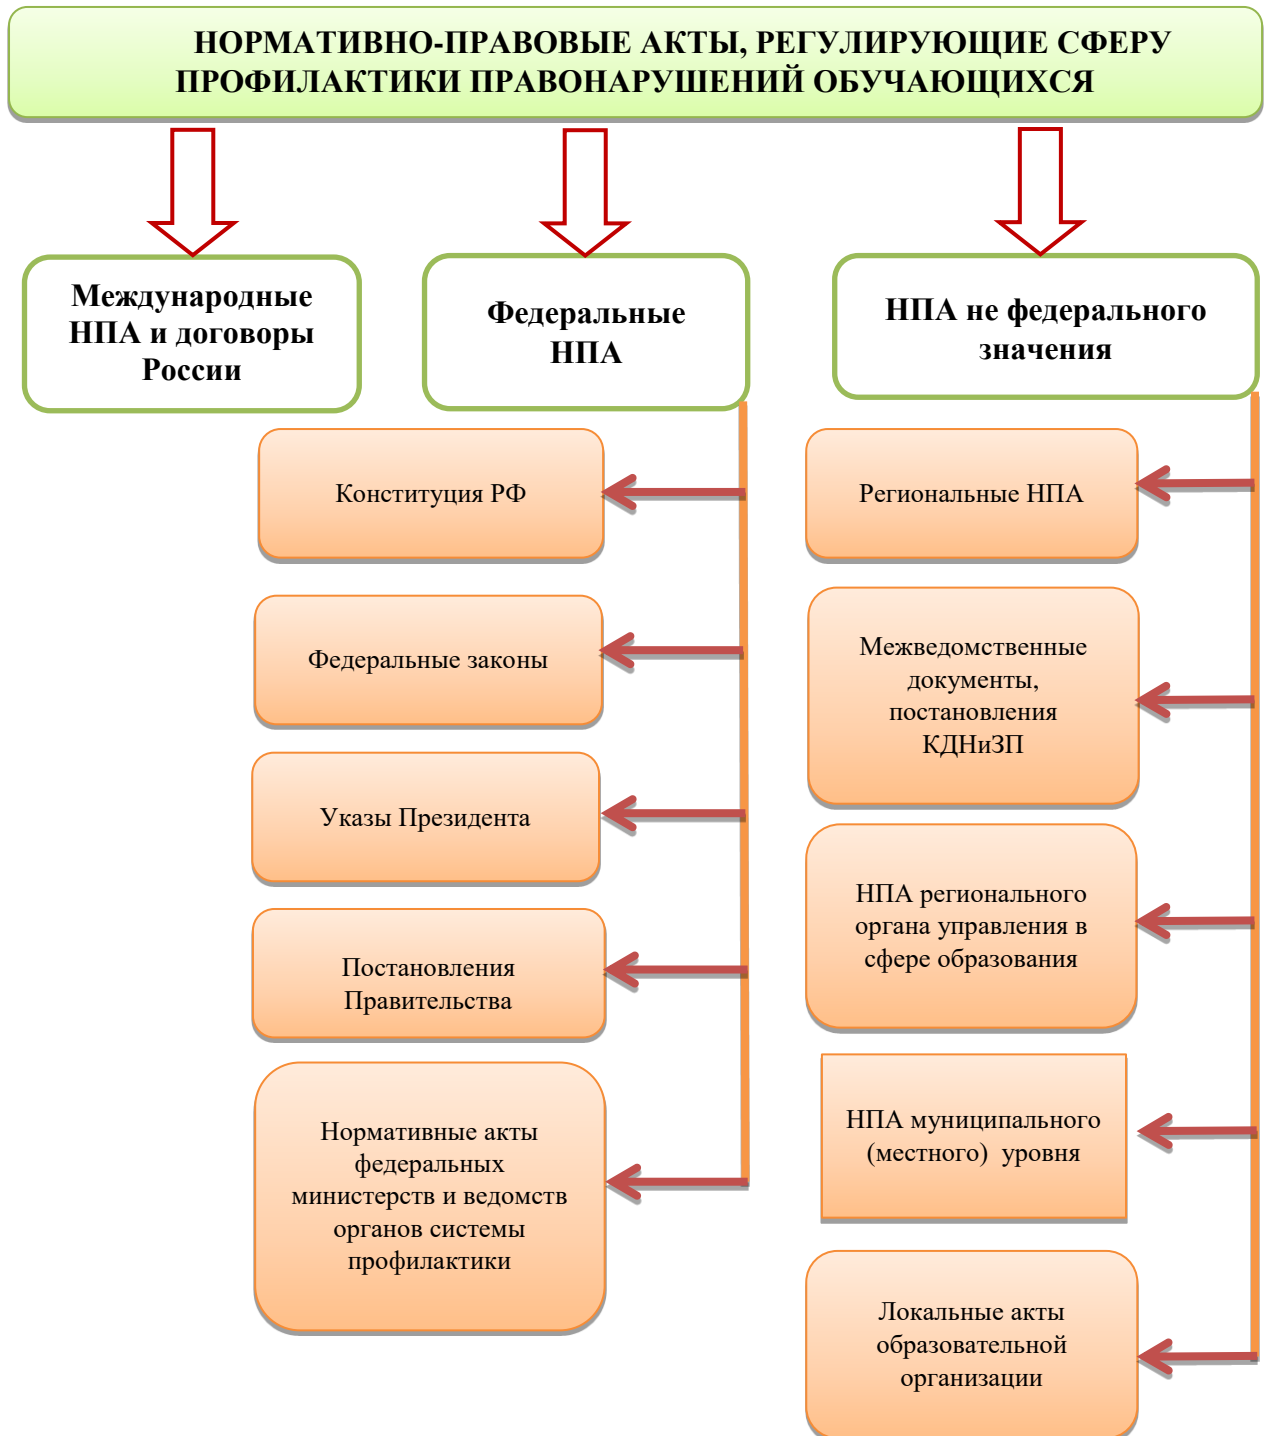 НОРМАТИВНО-ПРАВОВЫЕ АКТЫ, РЕГУЛИРУЮЩИЕ СФЕРУ
ПРОФИЛАКТИКИ ПРАВОНАРУШЕНИЙ ОБУЧАЮЩИХСЯ
Международные
НПА и договоры
России
Федеральные
НПА
НПА не федерального
значения
Конституция РФ
Федеральные законы
Указы Президента
Постановления
Правительства
Нормативные акты
федеральных
министерств и ведомств
органов системы
профилактики
Региональные НПА
Межведомственные
документы,
постановления
КДНиЗП
НПА регионального
органа управления в
сфере образования
НПА муниципального
(местного) уровня
Локальные акты
образовательной
организации